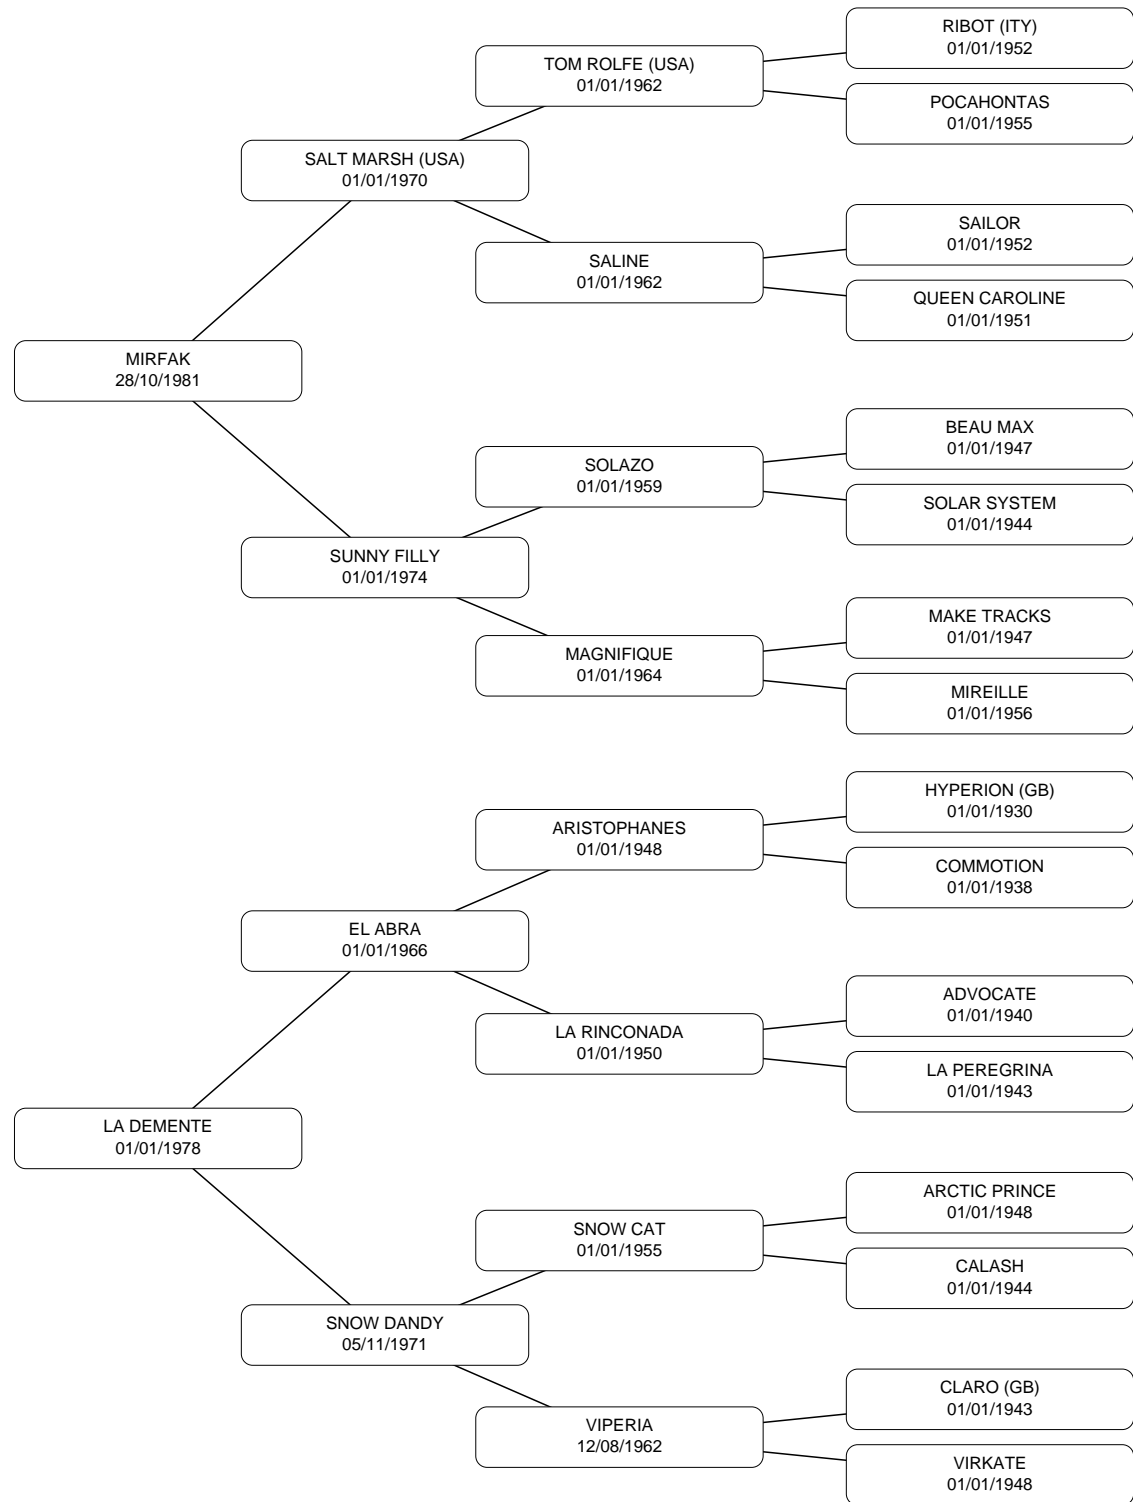 RIBOT (ITY)
01/01/1952
TOM ROLFE (USA)
01/01/1962
POCAHONTAS
01/01/1955
SALT MARSH (USA)
01/01/1970
SAILOR
01/01/1952
SALINE
01/01/1962
QUEEN CAROLINE
01/01/1951
MIRFAK
28/10/1981
BEAU MAX
01/01/1947
SOLAZO
01/01/1959
SOLAR SYSTEM
01/01/1944
SUNNY FILLY
01/01/1974
MAKE TRACKS
01/01/1947
MAGNIFIQUE
01/01/1964
MIREILLE
01/01/1956
HYPERION (GB)
01/01/1930
ARISTOPHANES
01/01/1948
COMMOTION
01/01/1938
EL ABRA
01/01/1966
ADVOCATE
01/01/1940
LA RINCONADA
01/01/1950
LA PEREGRINA
01/01/1943
LA DEMENTE
01/01/1978
ARCTIC PRINCE
01/01/1948
SNOW CAT
01/01/1955
CALASH
01/01/1944
SNOW DANDY
05/11/1971
CLARO (GB)
01/01/1943
VIPERIA
12/08/1962
VIRKATE
01/01/1948